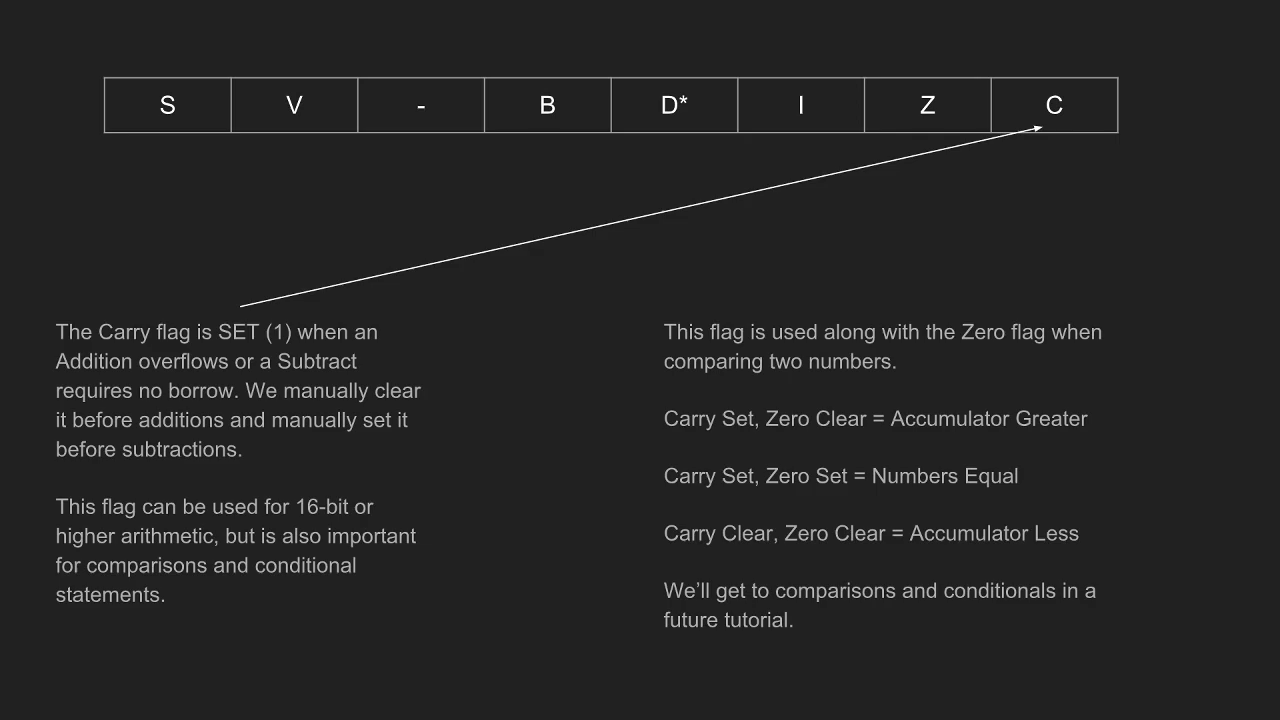 S V - B D* I Z C
The Carry flag is SET (1) when an
Addition overflows or a Subtract
requires no borrow. We manually clear
it before additions and manually set it
before subtractions.
This flag can be used for 16-bit or
higher arithmetic, but is also important
for comparisons and conditional
statements.
This flag is used along with the Zero flag when
comparing two numbers.
Carry Set, Zero Clear = Accumulator Greater
Carry Set, Zero Set = Numbers Equal
Carry Clear, Zero Clear = Accumulator Less
We’ll get to comparisons and conditionals in a
future tutorial.